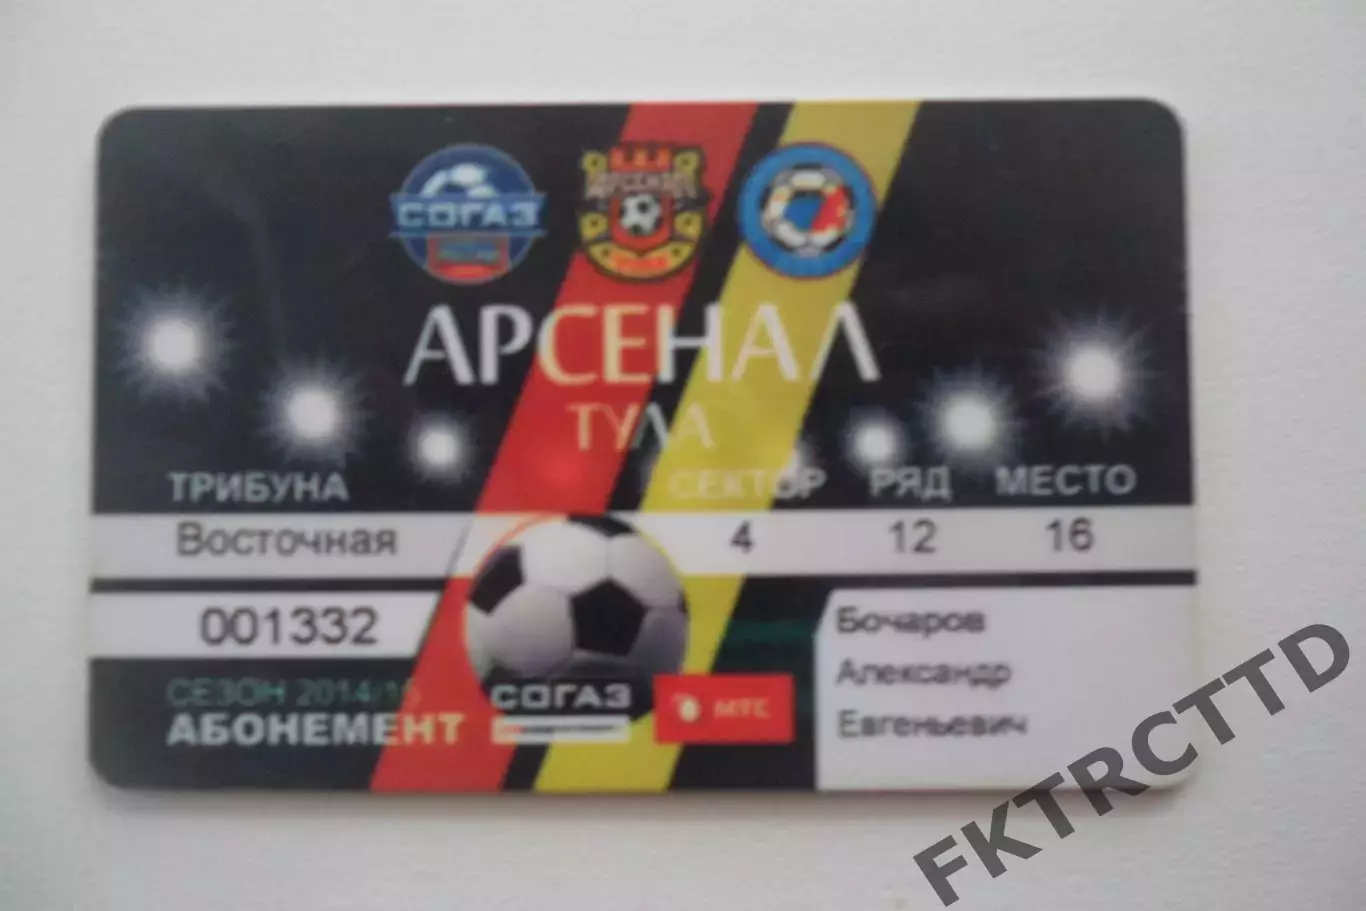 СОГАЗ
АРСЕНАЛ
АРСЕНАЛ
ТУЛА
ТРИБУНА СЕКТОР РЯД МЕСТО
Восточная 4 12 16
001332
Бочаров
Александр
Евгеньевич
СЕЗОН 2014/15
АБОНЕМЕНТ
СОГАЗ
МТС
FKTRCTTD